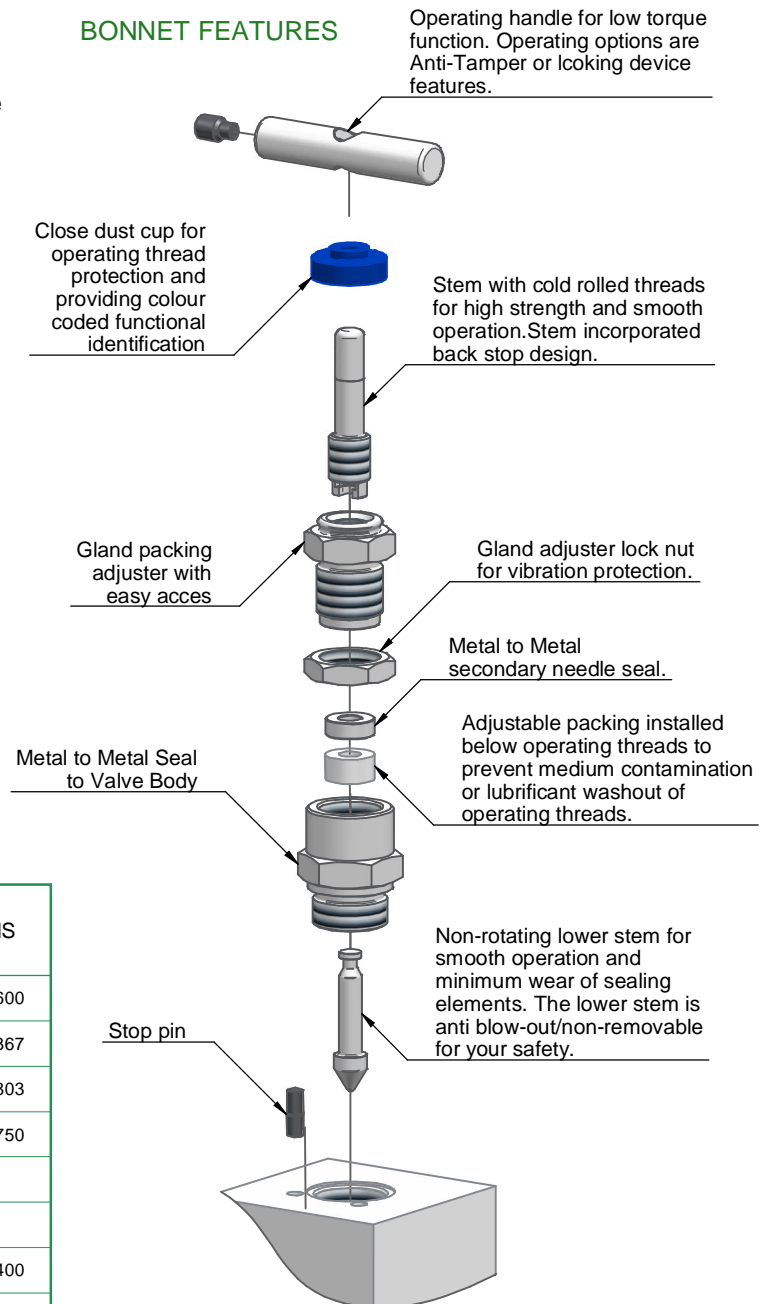 BONNET FEATURES
Operating handle for low torque
function. Operating options are
Anti-Tamper or lcoking device
features.
Close dust cup for
operating thread
protection and
providing colour
coded functional
identification
Stem with cold rolled threads
for high strength and smooth
operation.Stem incorporated
back stop design.
Gland packing
adjuster with
easy acces
Gland adjuster lock nut
for vibration protection.
Metal to Metal
secondary needle seal.
Metal to Metal Seal
to Valve Body
Adjustable packing installed
below operating threads to
prevent medium contamination
or lubrificant washout of
operating threads.
Non-rotating lower stem for
smooth operation and
minimum wear of sealing
elements. The lower stem is
anti blow-out/non-removable
for your safety.
Stop pin